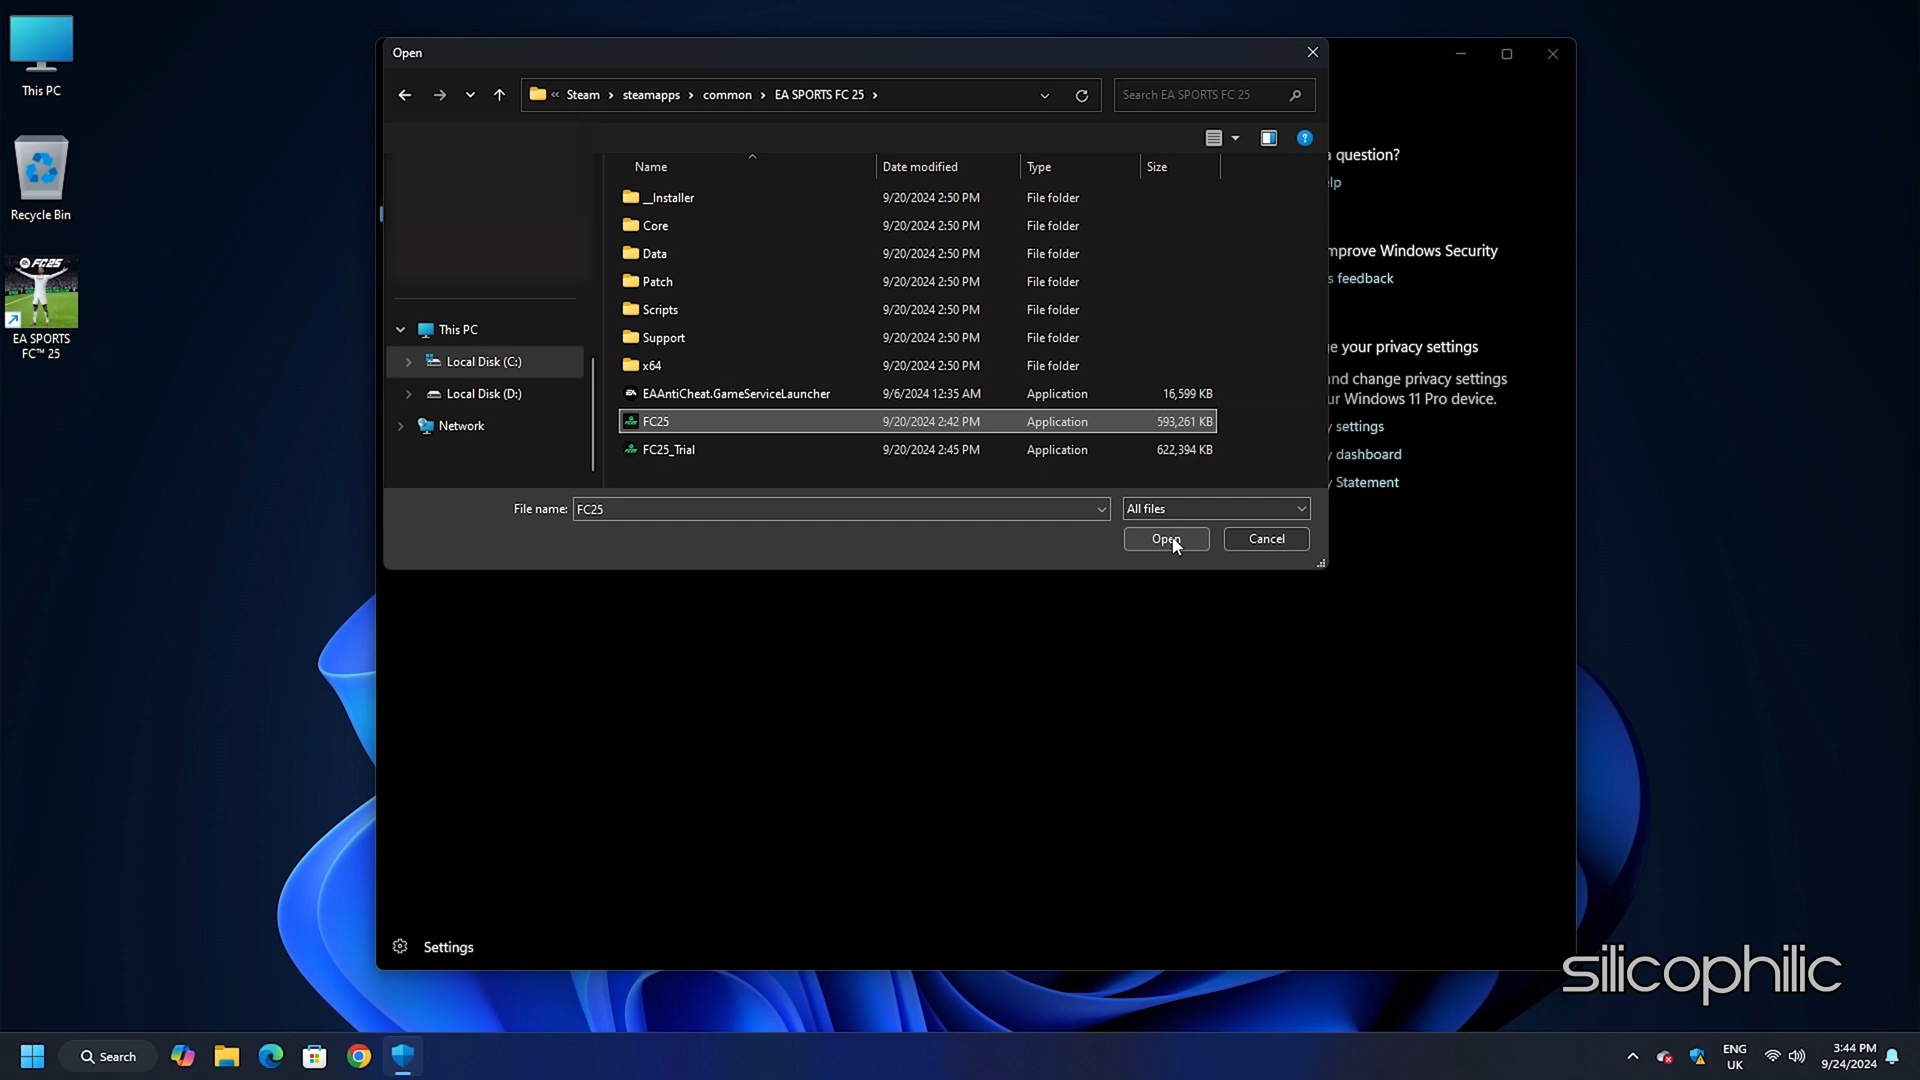 This PC
Recycle Bin
FC25
EA SPORTS
FC™ 25
Open
« Steam › steamapps › common › EA SPORTS FC 25 ›
Search EA SPORTS FC 25
Name Date modified Type Size
__Installer 9/20/2024 2:50 PM File folder
Core 9/20/2024 2:50 PM File folder
Data 9/20/2024 2:50 PM File folder
Patch 9/20/2024 2:50 PM File folder
Scripts 9/20/2024 2:50 PM File folder
Support 9/20/2024 2:50 PM File folder
x64 9/20/2024 2:50 PM File folder
EAAntiCheat.GameServiceLauncher 9/6/2024 12:35 AM Application 16,599 KB
FC25 9/20/2024 2:42 PM Application 593,261 KB
FC25_Trial 9/20/2024 2:45 PM Application 622,394 KB
This PC
Local Disk (C:)
Local Disk (D:)
Network
File name: FC25
All files
Open
Cancel
question?
lp
mprove Windows Security
s feedback
e your privacy settings
nd change privacy settings
ur Windows 11 Pro device.
y settings
y dashboard
y Statement
Settings
silicophilic
Search
ENG
UK
3:44 PM
9/24/2024